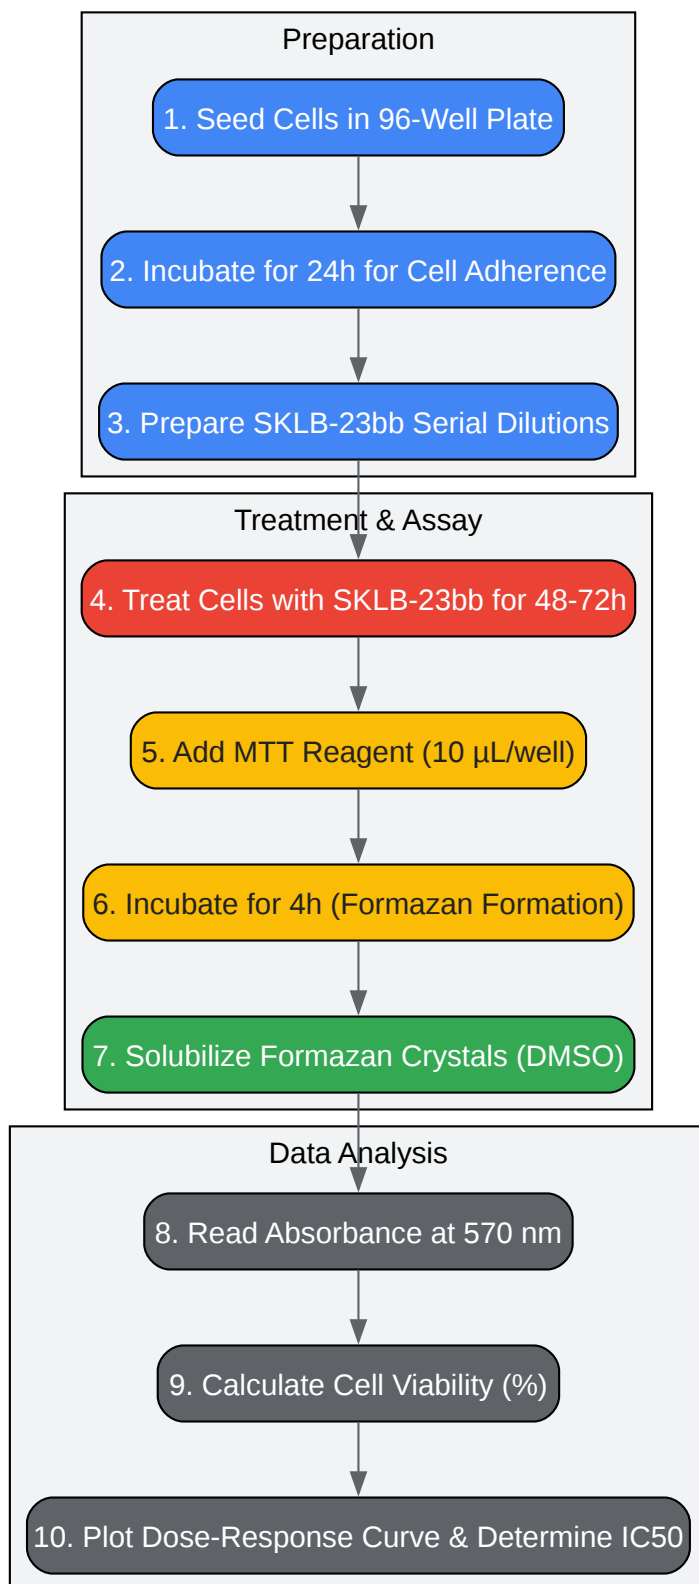 Preparation
1. Seed Cells in 96-Well Plate
2. Incubate for 24h for Cell Adherence
3. Prepare SKLB-23bb Serial Dilutions
Treatment & Assay
4. Treat Cells with SKLB-23bb for 48-72h
5. Add MTT Reagent (10 µL/well)
6. Incubate for 4h (Formazan Formation)
7. Solubilize Formazan Crystals (DMSO)
Data Analysis
8. Read Absorbance at 570 nm
9. Calculate Cell Viability (%)
10. Plot Dose-Response Curve & Determine IC50